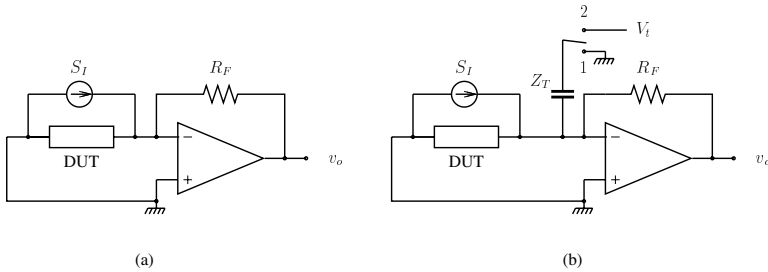 2
V_t
1
S_I
R_F
DUT
−
+
v_o
(a)
S_I
Z_T
R_F
DUT
−
+
v_o
(b)